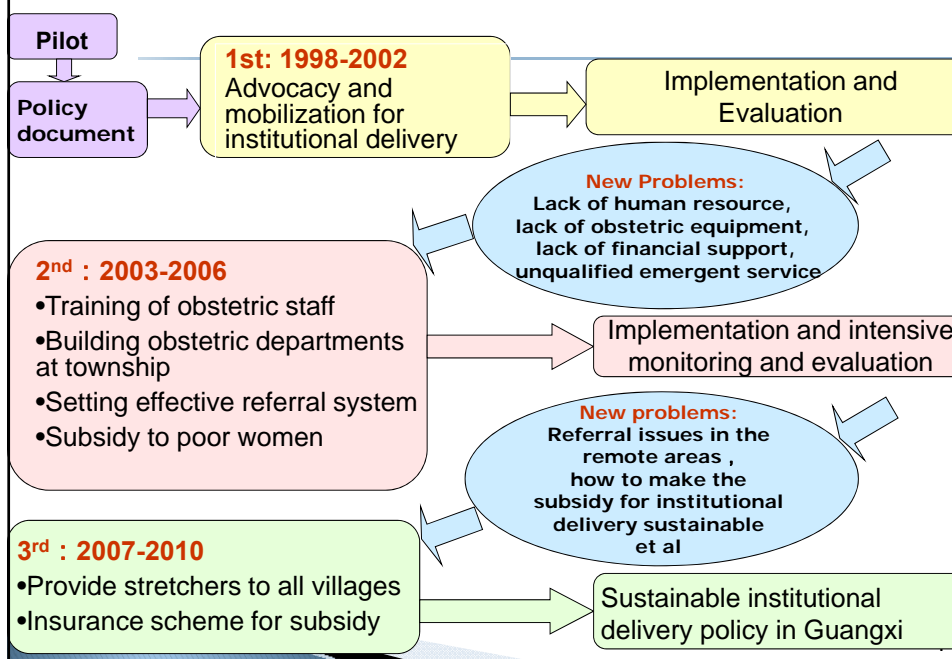 Pilot
Policy
document
1st: 1998-2002
Advocacy and
mobilization for
institutional delivery
Implementation and
Evaluation
New Problems:
Lack of human resource,
lack of obstetric equipment,
lack of financial support,
unqualified emergent service
2nd : 2003-2006
•Training of obstetric staff
•Building obstetric departments
at township
•Setting effective referral system
•Subsidy to poor women
Implementation and intensive
monitoring and evaluation
New problems:
Referral issues in the
remote areas ,
how to make the
subsidy for institutional
delivery sustainable
et al
3rd : 2007-2010
•Provide stretchers to all villages
•Insurance scheme for subsidy
Sustainable institutional
delivery policy in Guangxi